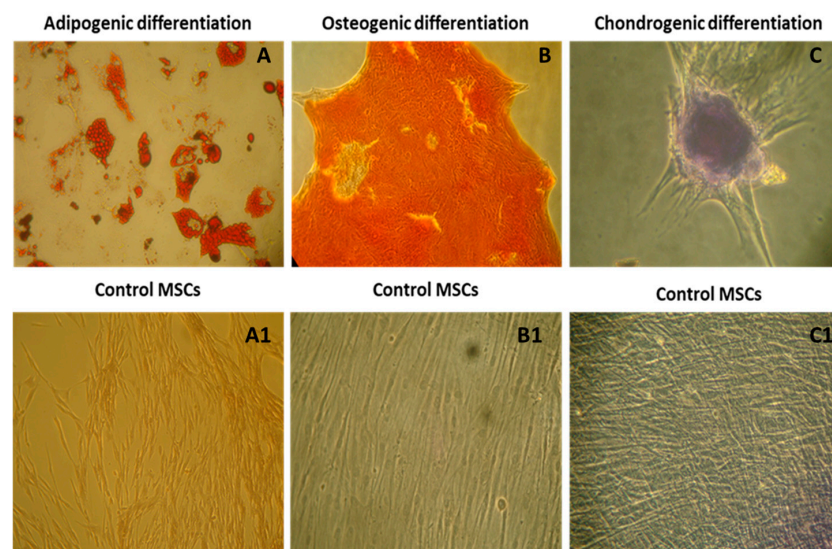 Adipogenic differentiation
Osteogenic differentiation
Chondrogenic differentiation
A
B
C
Control MSCs
Control MSCs
Control MSCs
A1
B1
C1